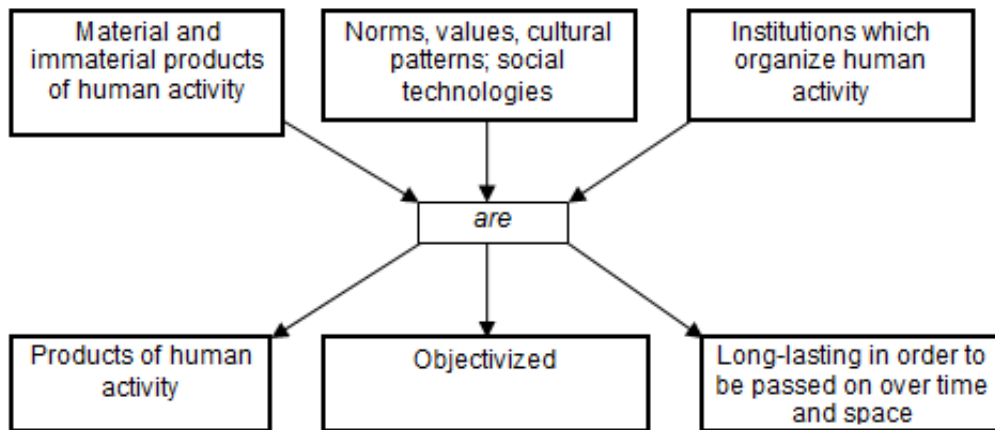 Material and
immaterial products
of human activity
Norms, values, cultural
patterns; social
technologies
Institutions which
organize human
activity
are
Products of human
activity
Objectivized
Long-lasting in order to
be passed on over time
and space